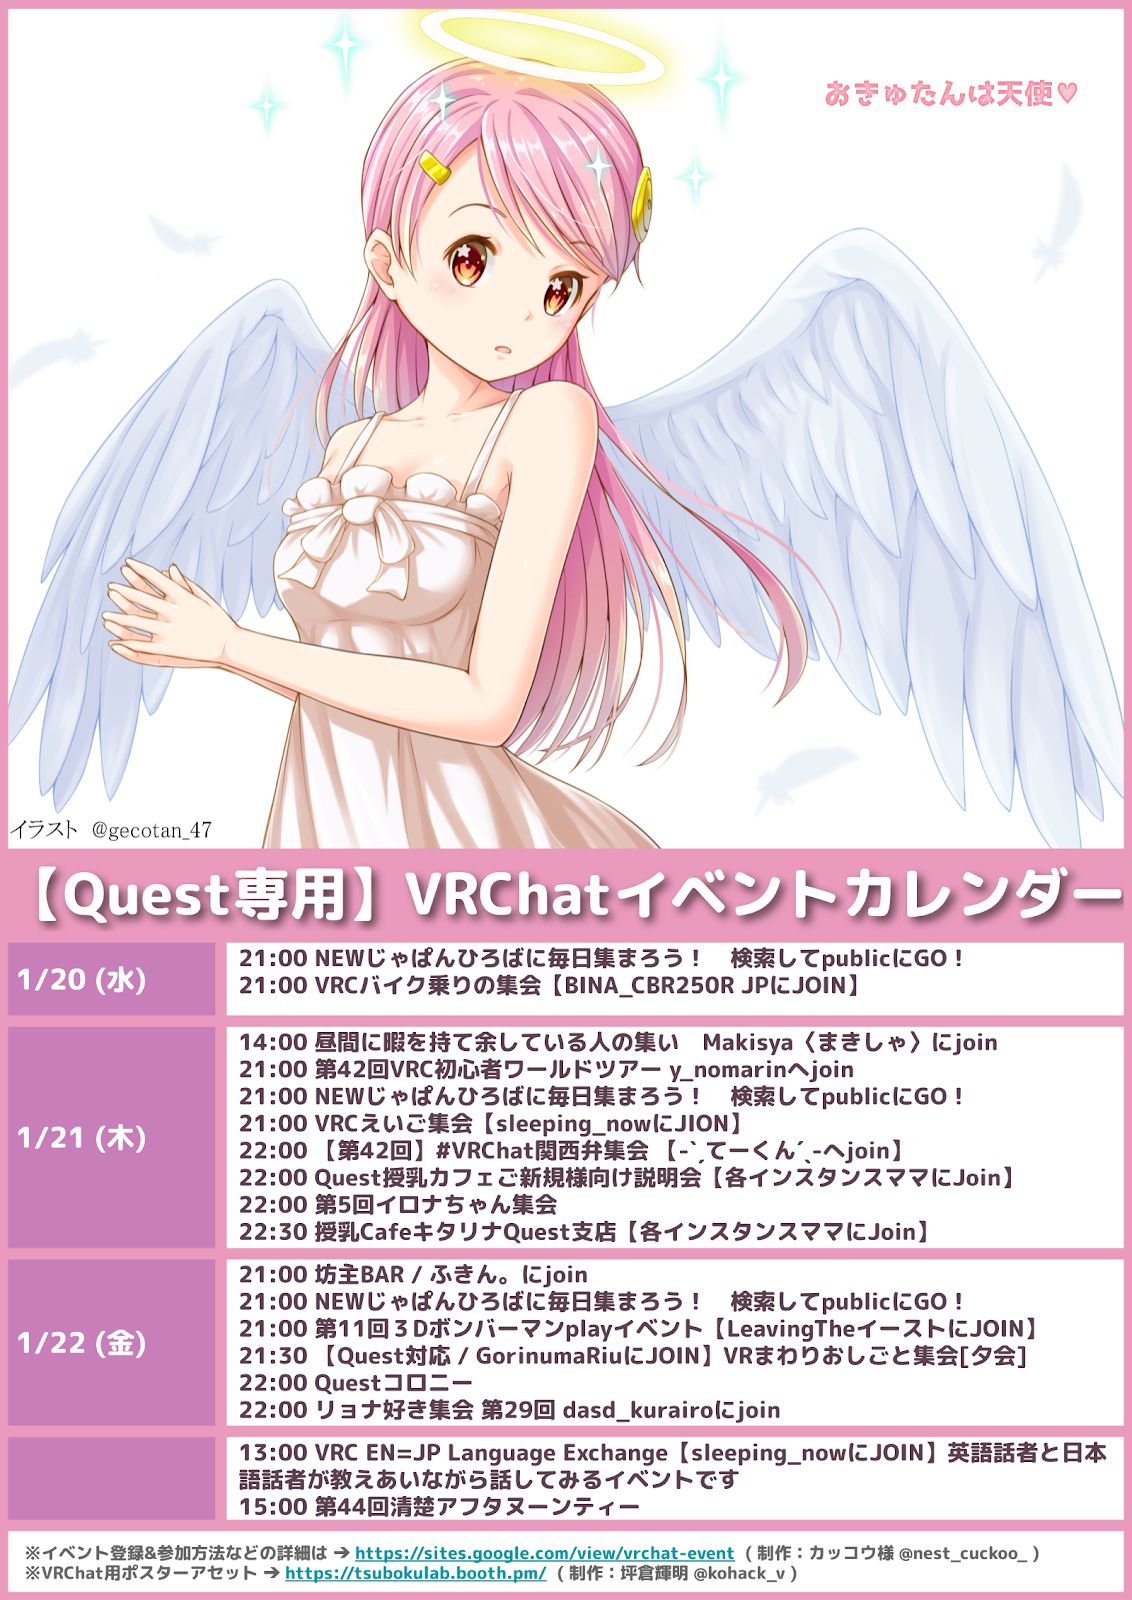 おきゅたんは天使♥
イラスト @gecotan_47
【Quest専用】VRChatイベントカレンダー
1/20 (水)
21:00 NEWじゃぱんひろばに毎日集まろう！　検索してpublicにGO！
21:00 VRCバイク乗りの集会【BINA_CBR250R JPにJOIN】
1/21 (木)
14:00 昼間に暇を持て余している人の集い　Makisya〈まきしゃ〉にjoin
21:00 第42回VRC初心者ワールドツアー y_nomarinへjoin
21:00 NEWじゃぱんひろばに毎日集まろう！　検索してpublicにGO！
21:00 VRCえいご集会【sleeping_nowにJION】
22:00 【第42回】#VRChat関西弁集会 【-ˋˏてーくんˊˎ-へjoin】
22:00 Quest授乳カフェご新規様向け説明会【各インスタンスママにJoin】
22:00 第5回イロナちゃん集会
22:30 授乳CafeキタリナQuest支店【各インスタンスママにJoin】
1/22 (金)
21:00 坊主BAR / ふきん。にjoin
21:00 NEWじゃぱんひろばに毎日集まろう！　検索してpublicにGO！
21:00 第11回３Dボンバーマンplayイベント【LeavingTheイーストにJOIN】
21:30 【Quest対応 / GorinumaRiuにJOIN】VRまわりおしごと集会[夕会]
22:00 Questコロニー
22:00 リョナ好き集会 第29回 dasd_kurairoにjoin
13:00 VRC EN=JP Language Exchange【sleeping_nowにJOIN】英語話者と日本
語話者が教えあいながら話してみるイベントです
15:00 第44回清楚アフタヌーンティー
※イベント登録&参加方法などの詳細は → https://sites.google.com/view/vrchat-event ( 制作：カッコウ様 @nest_cuckoo_ )
※VRChat用ポスターアセット → https://tsubokulab.booth.pm/ ( 制作：坪倉輝明 @kohack_v )